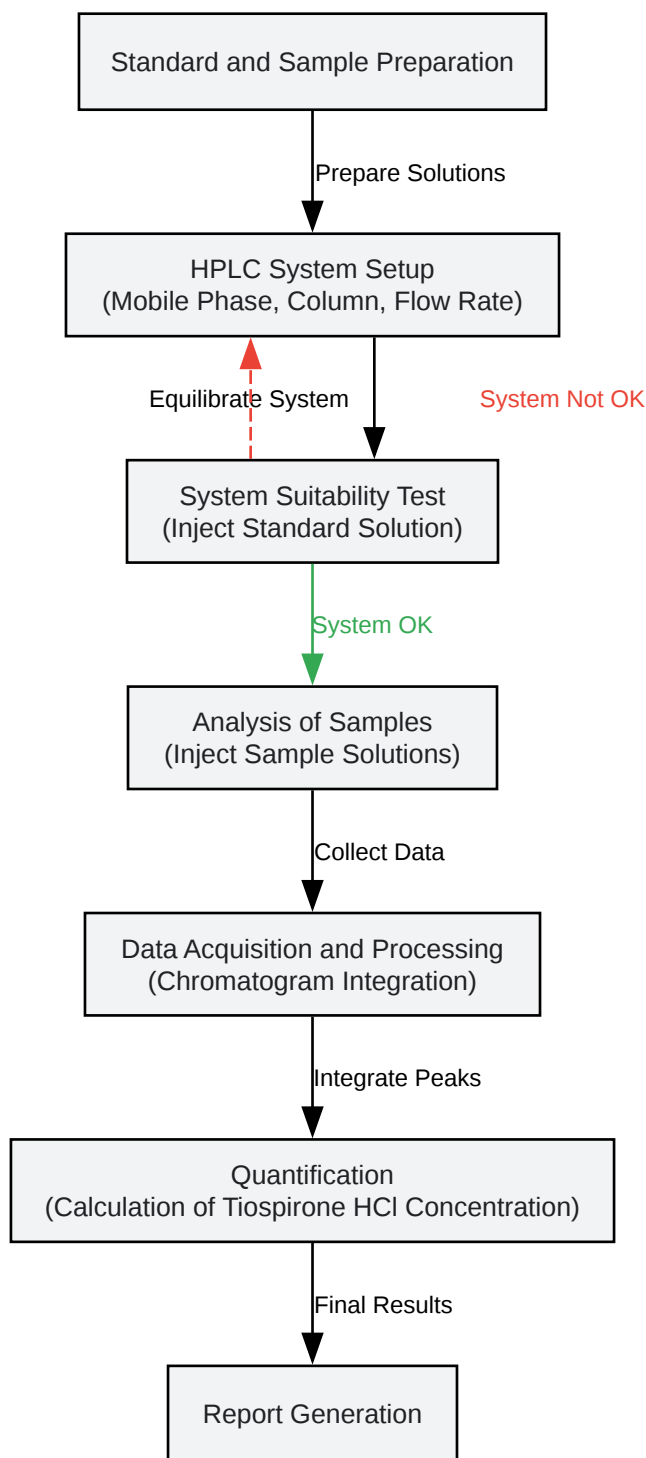 Standard and Sample Preparation
Prepare Solutions
HPLC System Setup
(Mobile Phase, Column, Flow Rate)
Equilibrate System
System Not OK
System Suitability Test
(Inject Standard Solution)
System OK
Analysis of Samples
(Inject Sample Solutions)
Collect Data
Data Acquisition and Processing
(Chromatogram Integration)
Integrate Peaks
Quantification
(Calculation of Tiospirone HCl Concentration)
Final Results
Report Generation